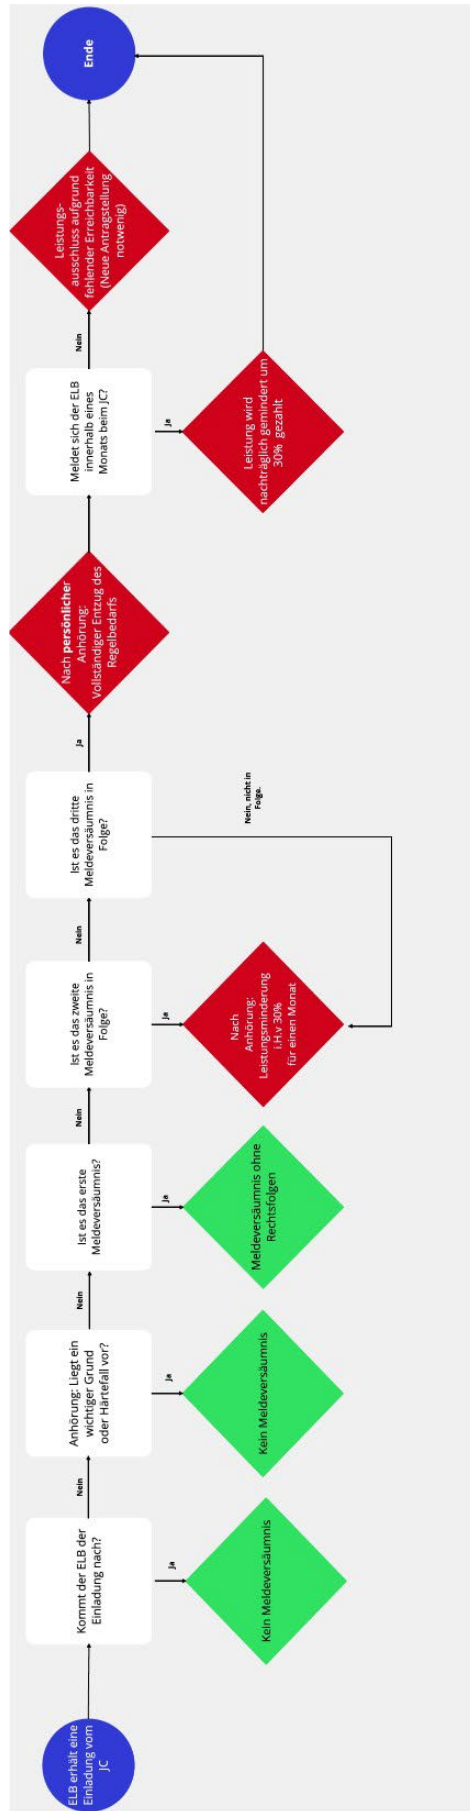 ELB erhält eine
Einladung vom
JC
Kommt der ELB der
Einladung nach?
Ja
Kein Meldeversäumnis
Nein
Anhörung: Liegt ein
wichtiger Grund
oder Härtefall vor?
Ja
Kein Meldeversäumnis
Nein
Ist es das erste
Meldeversäumnis?
Ja
Meldeversäumnis ohne
Rechtsfolgen
Nein
Ist es das zweite
Meldeversäumnis in
Folge?
Ja
Nach
Anhörung:
Leistungsminderung
i.H.v 30%
für einen Monat
Nein
Ist es das dritte
Meldeversäumnis in
Folge?
Nein, nicht in
Folge.
Ja
Nach persönlicher
Anhörung:
Vollständiger Entzug des
Regelbedarfs
Meldet sich der ELB
innerhalb eines
Monats beim JC?
Ja
Leistung wird
nachträglich gemindert um
30% gezahlt
Nein
Leistungs-
ausschluss aufgrund
fehlender Erreichbarkeit
(Neue Antragstellung
notwenig)
Ende